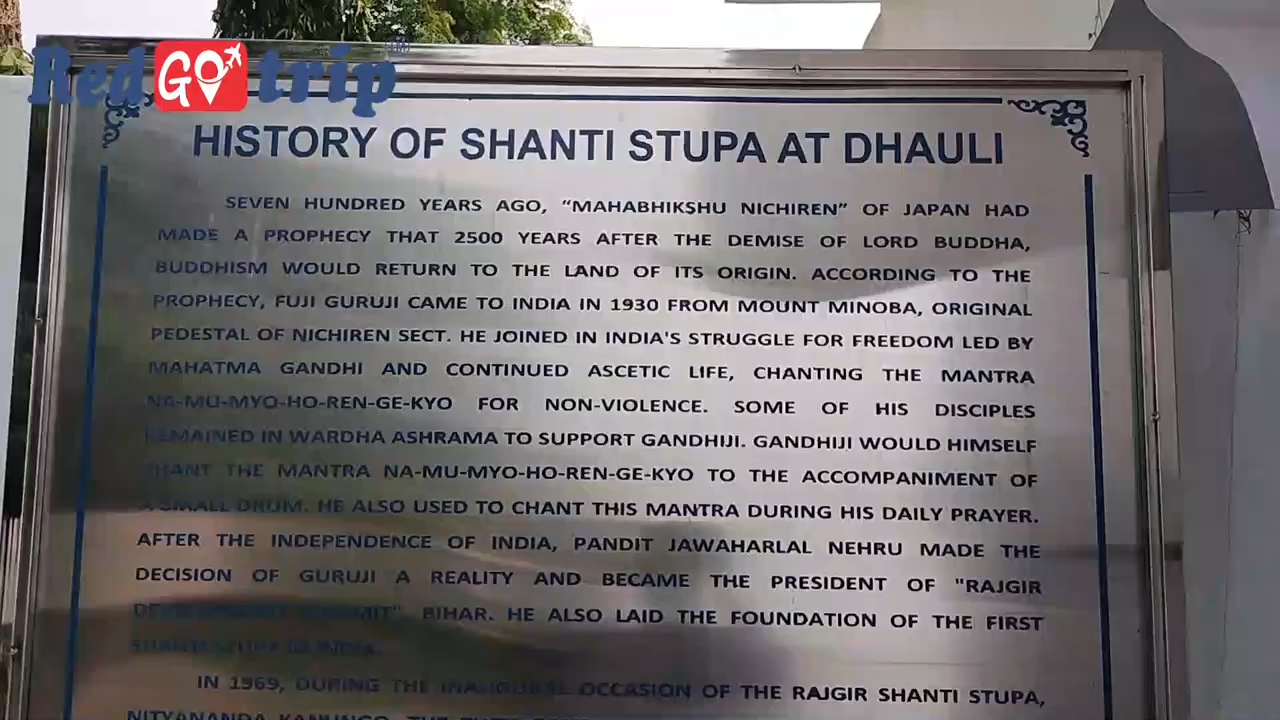 RedGOtrip
HISTORY OF SHANTI STUPA AT DHAULI
SEVEN HUNDRED YEARS AGO, “MAHABHIKSHU NICHIREN” OF JAPAN HAD
MADE A PROPHECY THAT 2500 YEARS AFTER THE DEMISE OF LORD BUDDHA,
BUDDHISM WOULD RETURN TO THE LAND OF ITS ORIGIN. ACCORDING TO THE
PROPHECY, FUJI GURUJI CAME TO INDIA IN 1930 FROM MOUNT MINOBA, ORIGINAL
PEDESTAL OF NICHIREN SECT. HE JOINED IN INDIA'S STRUGGLE FOR FREEDOM LED BY
MAHATMA GANDHI AND CONTINUED ASCETIC LIFE, CHANTING THE MANTRA
NA-MU-MYO-HO-REN-GE-KYO FOR NON-VIOLENCE. SOME OF HIS DISCIPLES
REMAINED IN WARDHA ASHRAMA TO SUPPORT GANDHIJI. GANDHIJI WOULD HIMSELF
CHANT THE MANTRA NA-MU-MYO-HO-REN-GE-KYO TO THE ACCOMPANIMENT OF
A SMALL DRUM. HE ALSO USED TO CHANT THIS MANTRA DURING HIS DAILY PRAYER.
AFTER THE INDEPENDENCE OF INDIA, PANDIT JAWAHARLAL NEHRU MADE THE
DECISION OF GURUJI A REALITY AND BECAME THE PRESIDENT OF "RAJGIR
BIHAR. HE ALSO LAID THE FOUNDATION OF THE FIRST
SHANTI STUPA IN INDIA.
IN 1969, DURING THE INAUGURAL OCCASION OF THE RAJGIR SHANTI STUPA,
NITYANANDA KANUNGO, THE